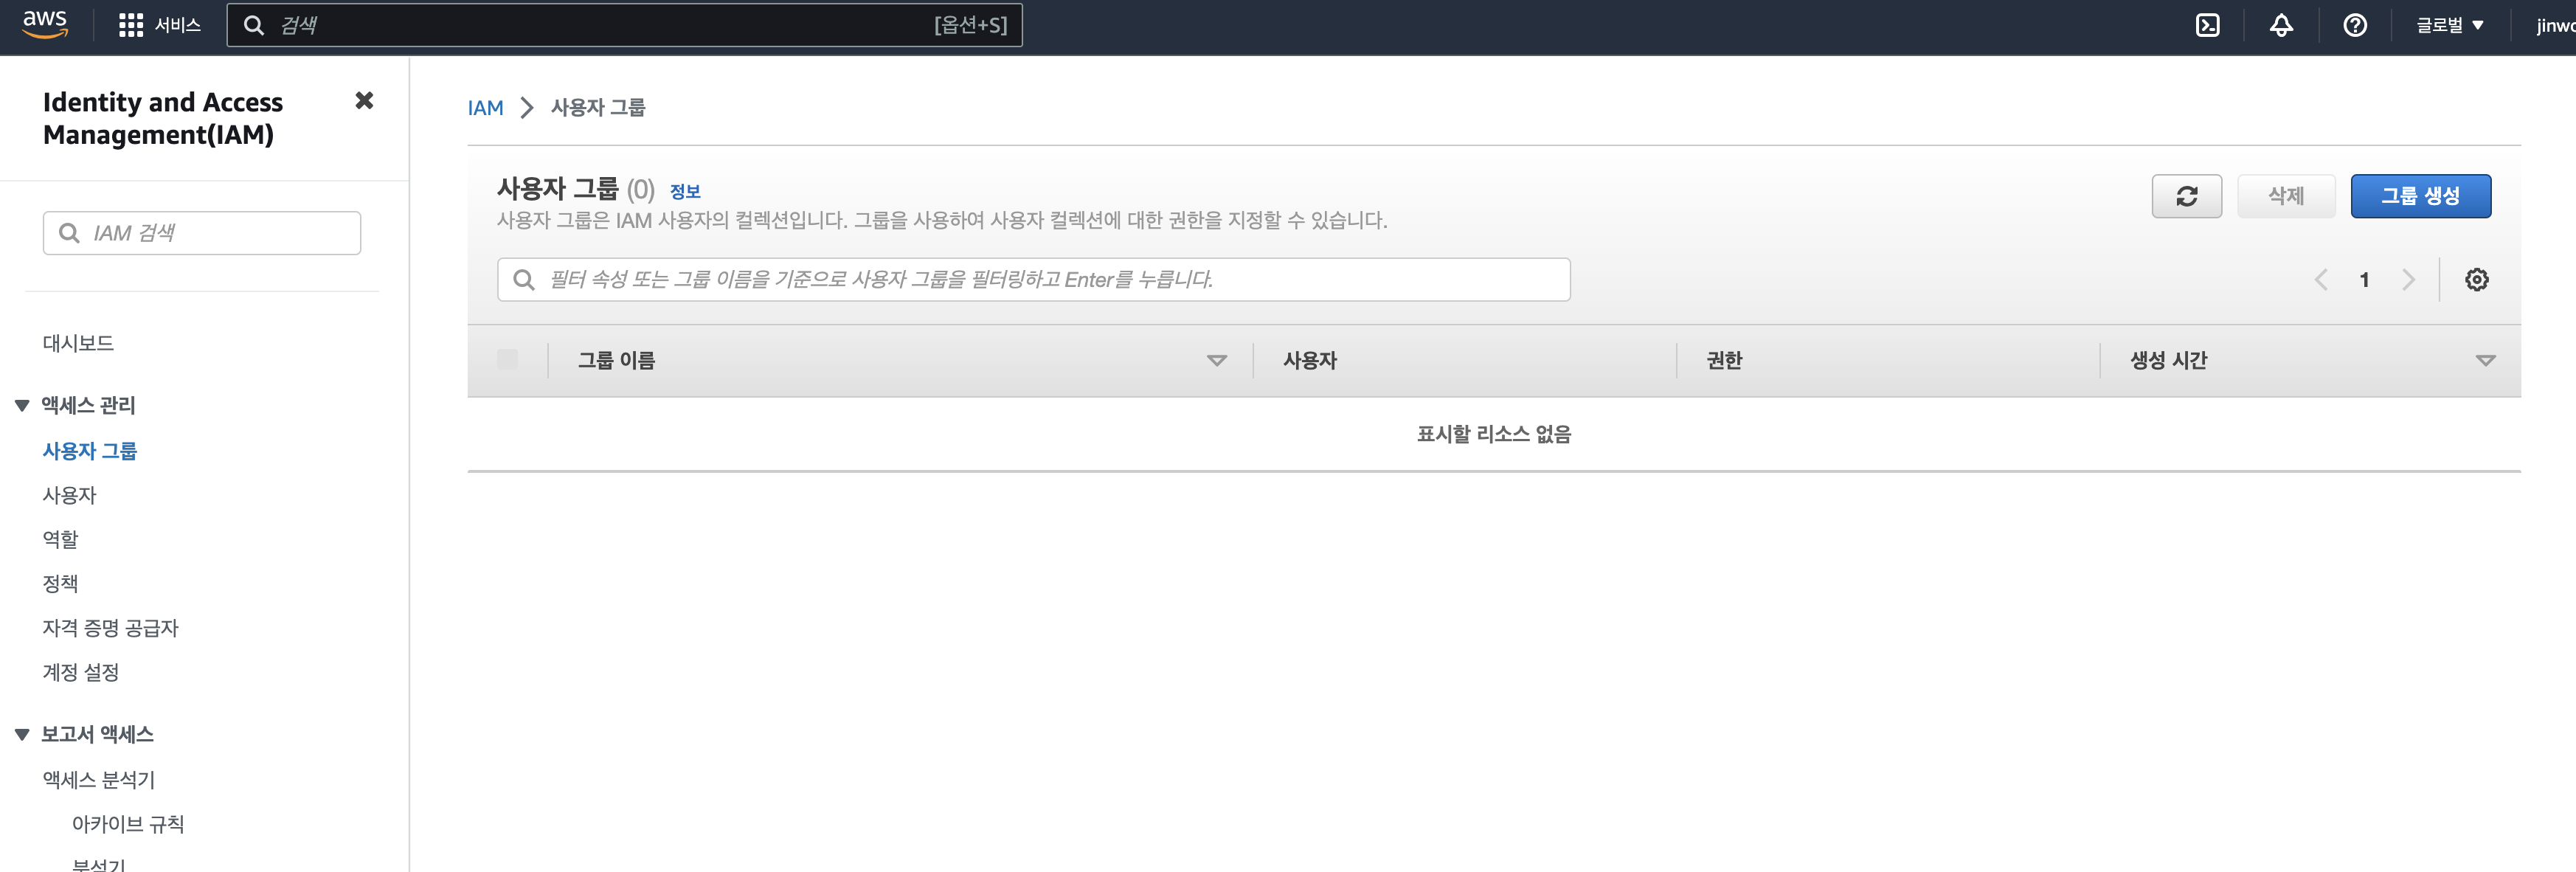 aws
서비스
검색
[옵션+S]
글로벌
jinwo
Identity and Access
Management(IAM)
IAM 검색
대시보드
액세스 관리
사용자 그룹
사용자
역할
정책
자격 증명 공급자
계정 설정
보고서 액세스
액세스 분석기
아카이브 규칙
분석기
IAM 사용자 그룹
사용자 그룹 (0) 정보
사용자 그룹은 IAM 사용자의 컬렉션입니다. 그룹을 사용하여 사용자 컬렉션에 대한 권한을 지정할 수 있습니다.
삭제
그룹 생성
필터 속성 또는 그룹 이름을 기준으로 사용자 그룹을 필터링하고 Enter를 누릅니다.
1
그룹 이름
사용자
권한
생성 시간
표시할 리소스 없음